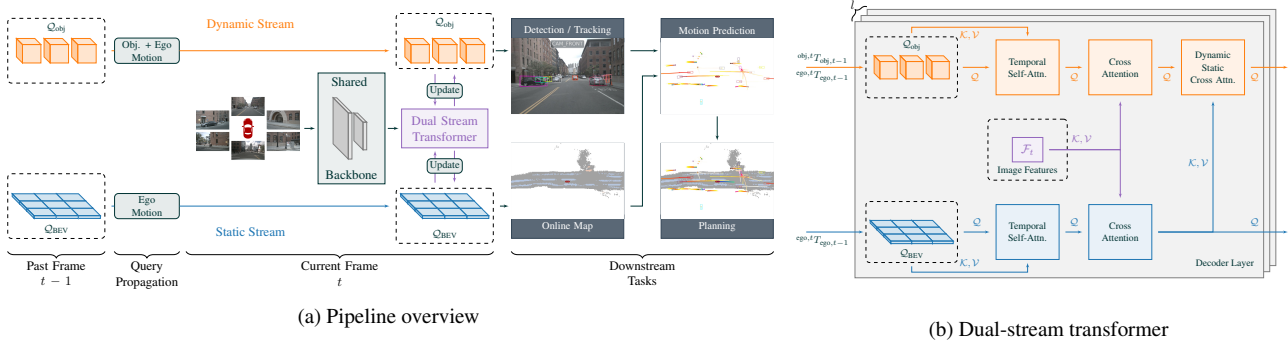 Dynamic Stream
Q_obj
Obj. + Ego
Motion
Q_obj
Update
Shared
Backbone
Dual Stream
Transformer
Update
Ego
Motion
Q_BEV
Static Stream
Q_BEV
Detection / Tracking
CAM_FRONT
Motion Prediction
Online Map
Planning
Past Frame
t − 1
Query
Propagation
Current Frame
t
Downstream
Tasks
(a) Pipeline overview
l
Q_obj
K, V
obj,t T_obj,t−1
ego,t T_ego,t−1
Q
Temporal
Self-Attn.
Q
Cross
Attention
Q
Dynamic
Static
Cross Attn.
Q
F_t
Image Features
K, V
K, V
ego,t T_ego,t−1
Q_BEV
Q
Temporal
Self-Attn.
Q
Cross
Attention
Q
K, V
Decoder Layer
(b) Dual-stream transformer